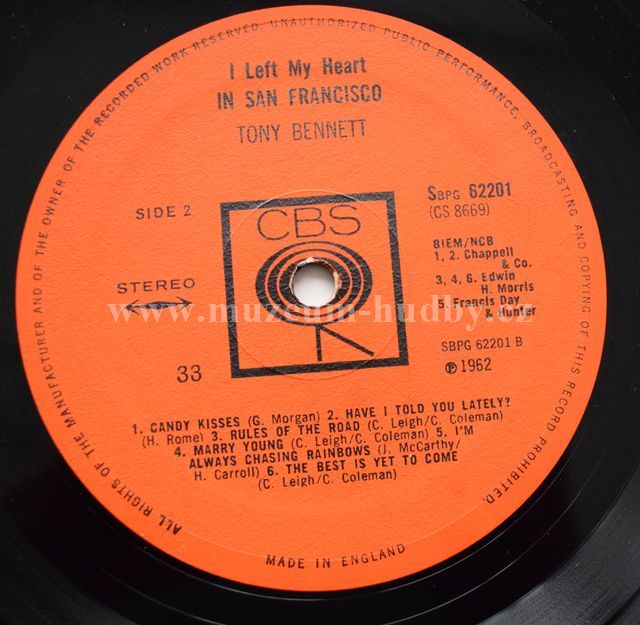 ALL RIGHTS OF THE MANUFACTURER AND OF THE OWNER OF THE RECORDED WORK RESERVED. UNAUTHORIZED PUBLIC PERFORMANCE, BROADCASTING AND COPYING OF THIS RECORD PROHIBITED.
I Left My Heart
IN SAN FRANCISCO
TONY BENNETT
SIDE 2
CBS
SBPG 62201
(CS 8669)
BIEM/NCB
1, 2. Chappell
& Co.
3, 4, 6. Edwin
H. Morris
5. Francis Day
& Hunter
STEREO
www.muzeum-hudby.cz
33
SBPG 62201 B
℗ 1962
1. CANDY KISSES (G. Morgan) 2. HAVE I TOLD YOU LATELY?
(H. Rome) 3. RULES OF THE ROAD (C. Leigh/C. Coleman)
4. MARRY YOUNG (C. Leigh/C. Coleman) 5. I'M
ALWAYS CHASING RAINBOWS (J. McCarthy/
H. Carroll) 6. THE BEST IS YET TO COME
(C. Leigh/C. Coleman)
MADE IN ENGLAND